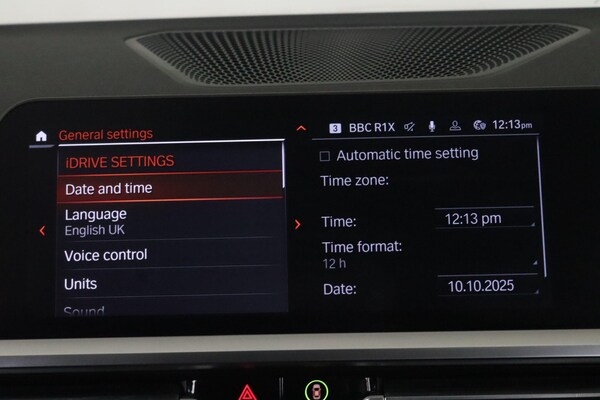 General settings
3 BBC R1X 12:13pm
iDRIVE SETTINGS
Date and time
Language
English UK
Voice control
Units
Sound
Automatic time setting
Time zone:
Time: 12:13 pm
Time format:
12 h
Date: 10.10.2025